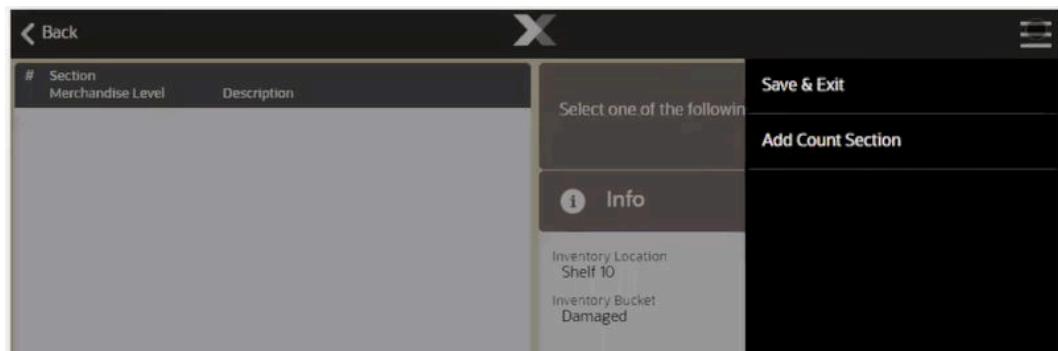 Back
# Section
Merchandise Level Description
Select one of the followin
Info
Inventory Location
Shelf 10
Inventory Bucket
Damaged
Save & Exit
Add Count Section